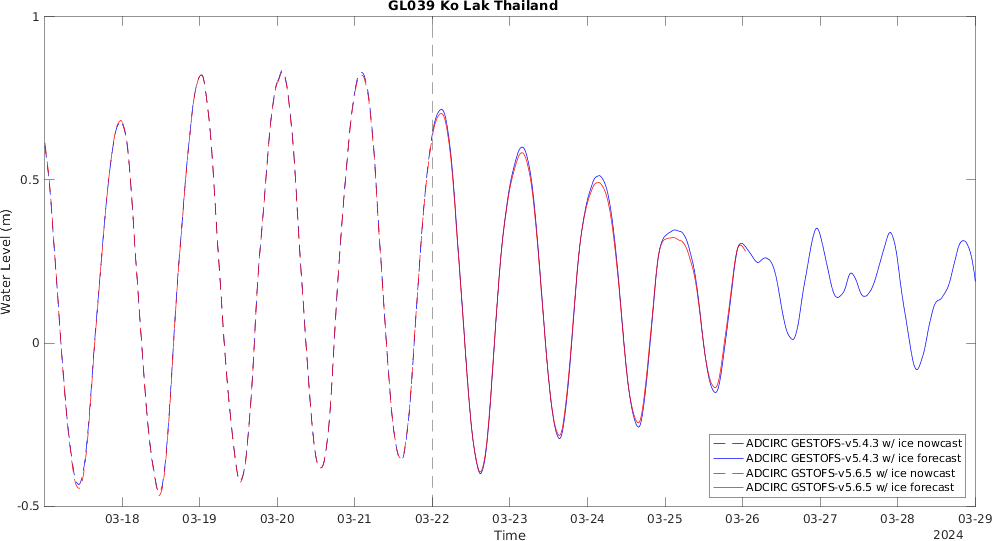 GL039 Ko Lak Thailand
1
0.5
0
-0.5
Water Level (m)
ADCIRC GESTOFS-v5.4.3 w/ ice nowcast
ADCIRC GESTOFS-v5.4.3 w/ ice forecast
ADCIRC GSTOFS-v5.6.5 w/ ice nowcast
ADCIRC GSTOFS-v5.6.5 w/ ice forecast
03-18 03-19 03-20 03-21 03-22 03-23 03-24 03-25 03-26 03-27 03-28 03-29
Time
2024